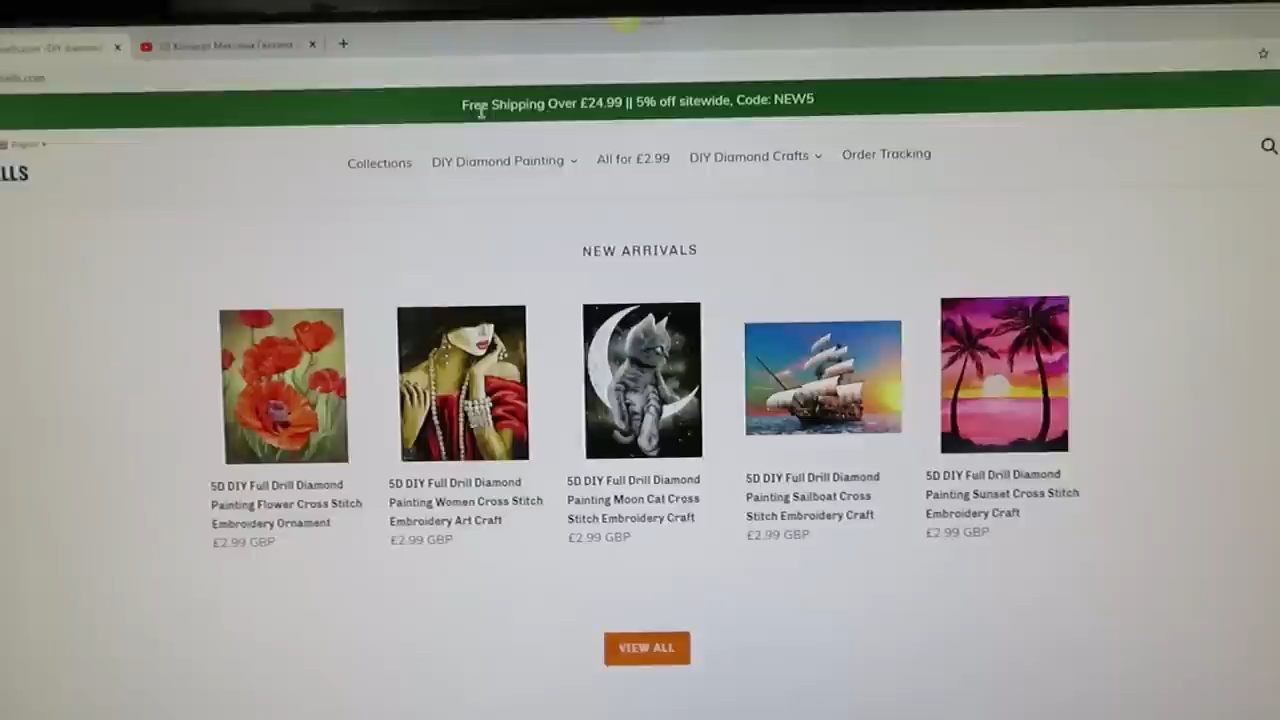 Free Shipping Over £24.99 || 5% off sitewide, Code: NEW5
English
LLS
Collections
DIY Diamond Painting
All for £2.99
DIY Diamond Crafts
Order Tracking
NEW ARRIVALS
5D DIY Full Drill Diamond
Painting Flower Cross Stitch
Embroidery Ornament
£2.99 GBP
5D DIY Full Drill Diamond
Painting Women Cross Stitch
Embroidery Art Craft
£2.99 GBP
5D DIY Full Drill Diamond
Painting Moon Cat Cross
Stitch Embroidery Craft
£2.99 GBP
5D DIY Full Drill Diamond
Painting Sailboat Cross
Stitch Embroidery Craft
£2.99 GBP
5D DIY Full Drill Diamond
Painting Sunset Cross Stitch
Embroidery Craft
£2.99 GBP
VIEW ALL